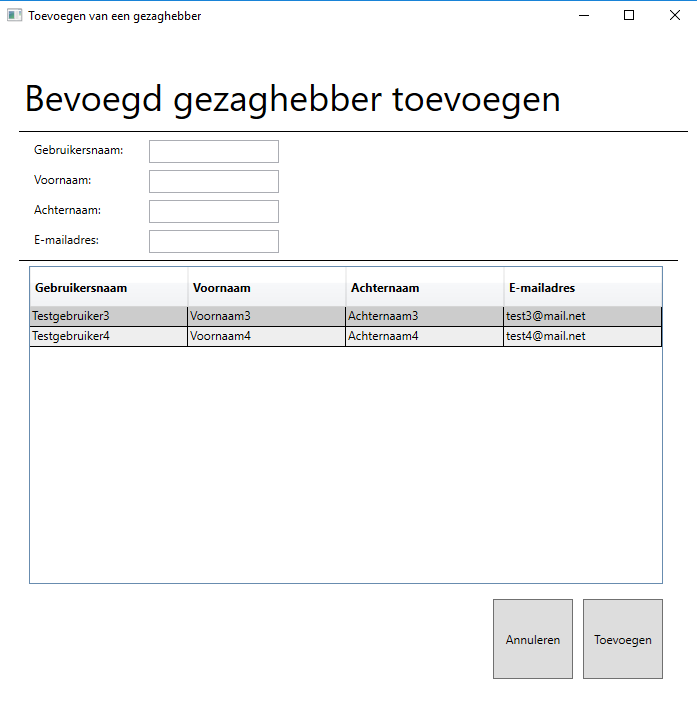 Toevoegen van een gezaghebber
Bevoegd gezaghebber toevoegen
Gebruikersnaam:
Voornaam:
Achternaam:
E-mailadres:
Gebruikersnaam Voornaam Achternaam E-mailadres
Testgebruiker3 Voornaam3 Achternaam3 test3@mail.net
Testgebruiker4 Voornaam4 Achternaam4 test4@mail.net
Annuleren Toevoegen